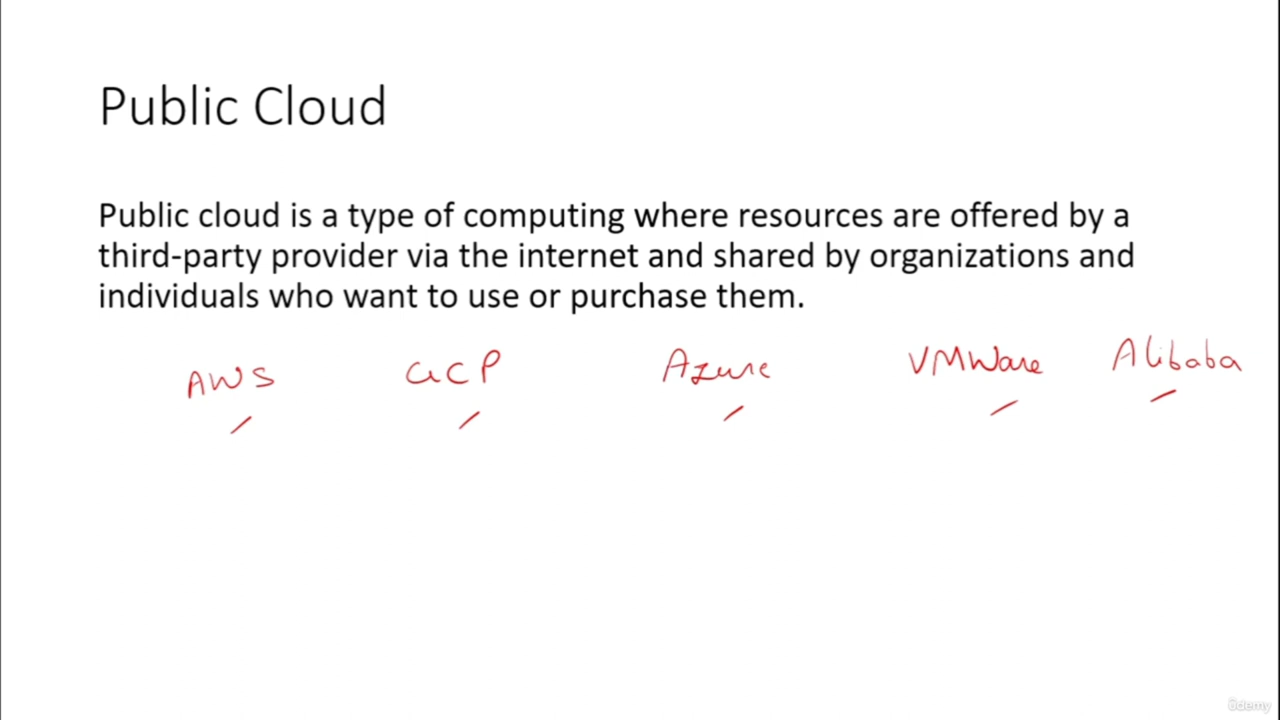 Public Cloud
Public cloud is a type of computing where resources are offered by a
third-party provider via the internet and shared by organizations and
individuals who want to use or purchase them.
AWS GCP Azure VMWare Alibaba
ûdemy